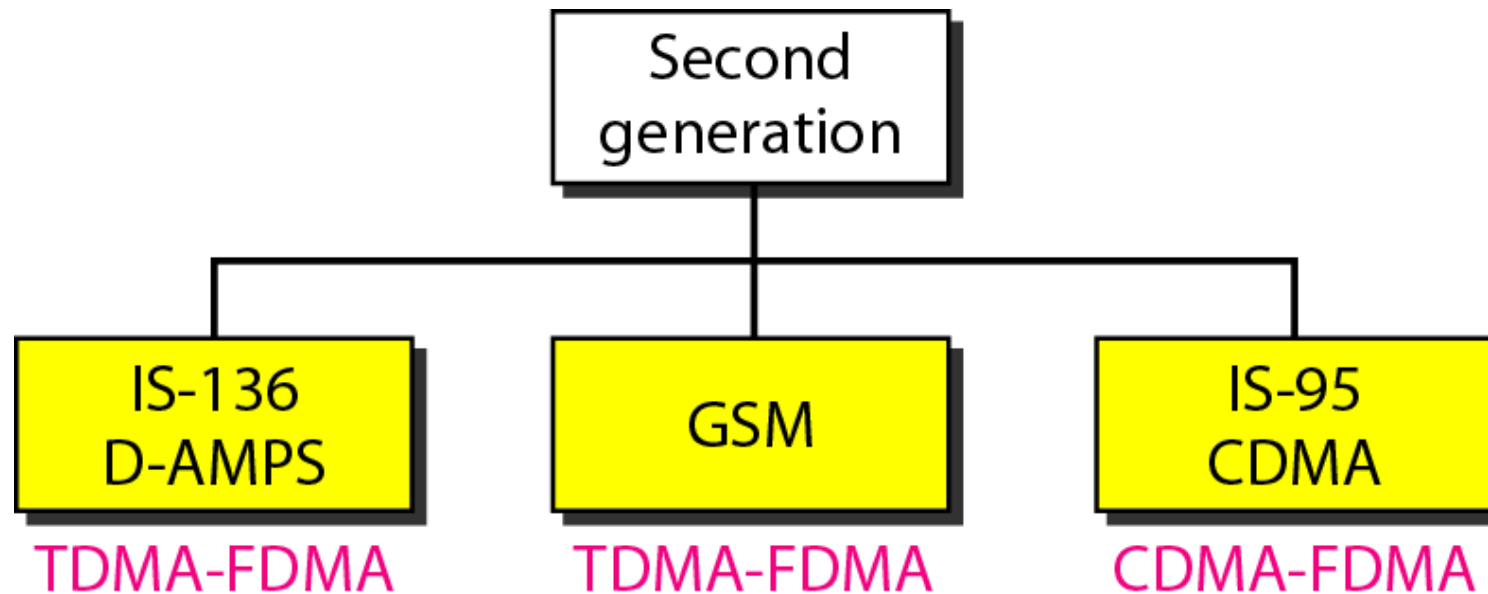 Second
generation
IS-136
D-AMPS
GSM
IS-95
CDMA
TDMA-FDMA
TDMA-FDMA
CDMA-FDMA